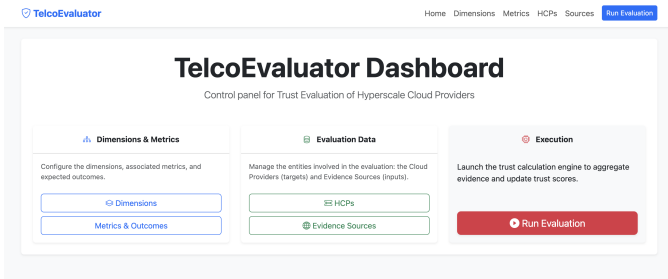 TelcoEvaluator
Home Dimensions Metrics HCPs Sources Run Evaluation
TelcoEvaluator Dashboard
Control panel for Trust Evaluation of Hyperscale Cloud Providers
Dimensions & Metrics
Configure the dimensions, associated metrics, and
expected outcomes.
Dimensions
Metrics & Outcomes
Evaluation Data
Manage the entities involved in the evaluation: the Cloud
Providers (targets) and Evidence Sources (inputs).
HCPs
Evidence Sources
Execution
Launch the trust calculation engine to aggregate
evidence and update trust scores.
Run Evaluation